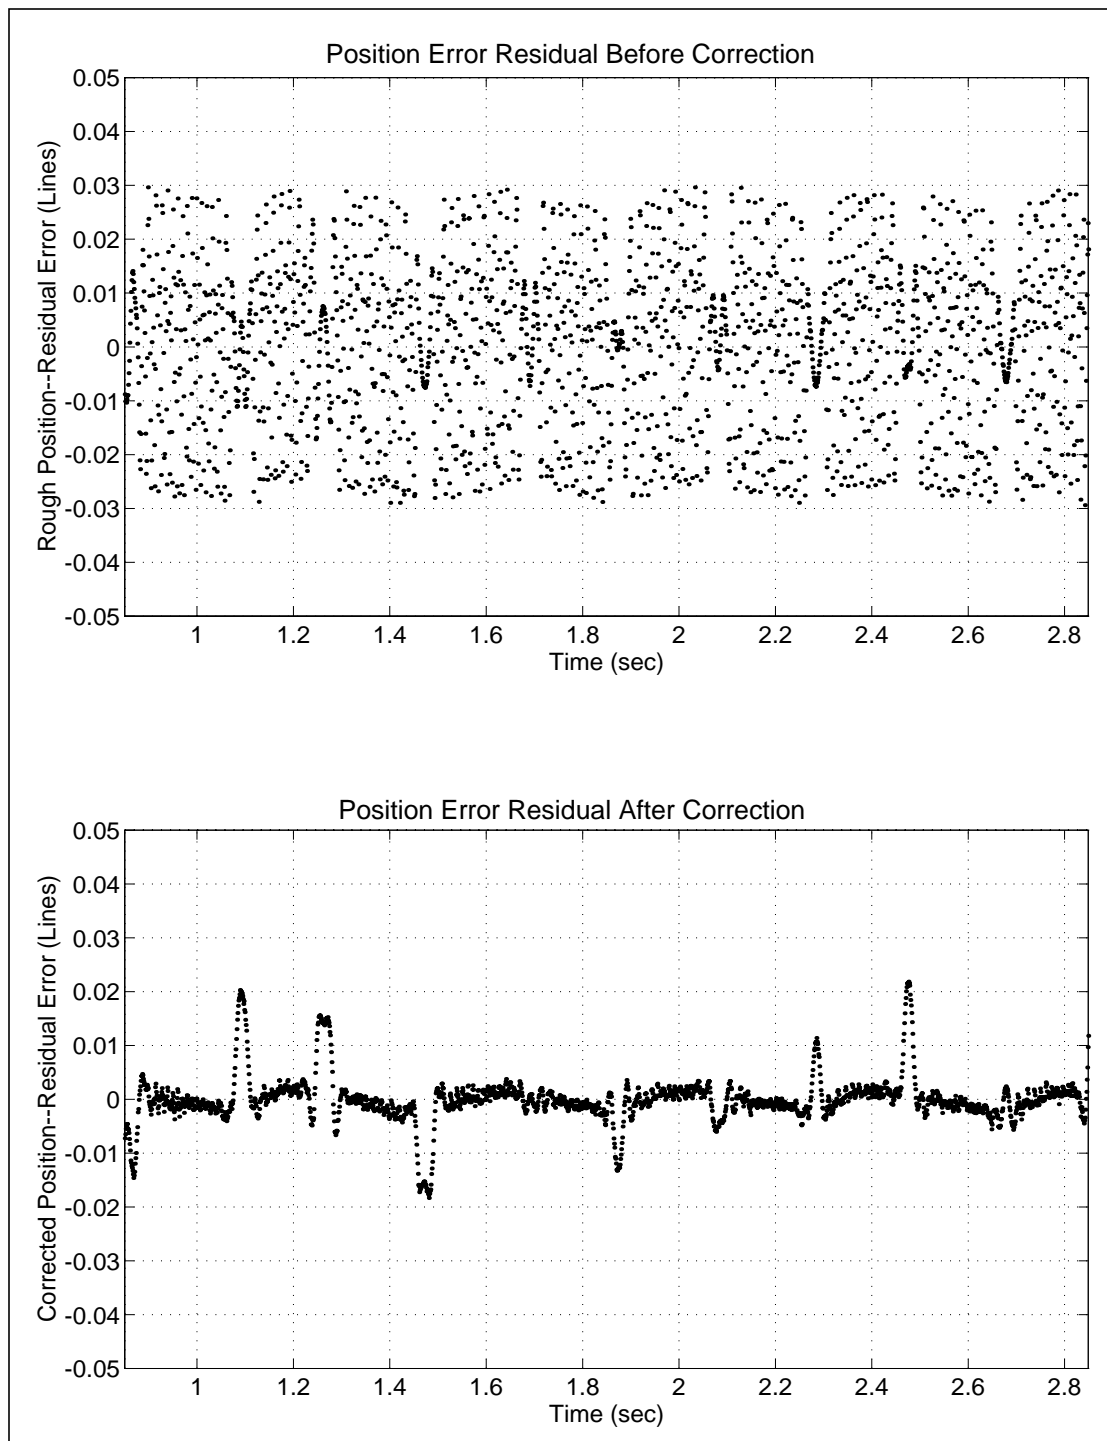 Position Error Residual Before Correction
Rough Position--Residual Error (Lines)
0.05
0.04
0.03
0.02
0.01
0
-0.01
-0.02
-0.03
-0.04
-0.05
1 1.2 1.4 1.6 1.8 2 2.2 2.4 2.6 2.8
Time (sec)
Position Error Residual After Correction
Corrected Position--Residual Error (Lines)
0.05
0.04
0.03
0.02
0.01
0
-0.01
-0.02
-0.03
-0.04
-0.05
1 1.2 1.4 1.6 1.8 2 2.2 2.4 2.6 2.8
Time (sec)